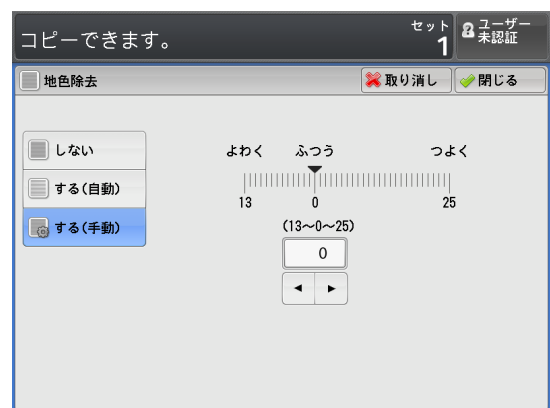 コピーできます。
セット
1
ユーザー
未認証
地色除去
取り消し
閉じる
しない
する(自動)
する(手動)
よわく ふつう つよく
13 0 25
(13~0~25)
0